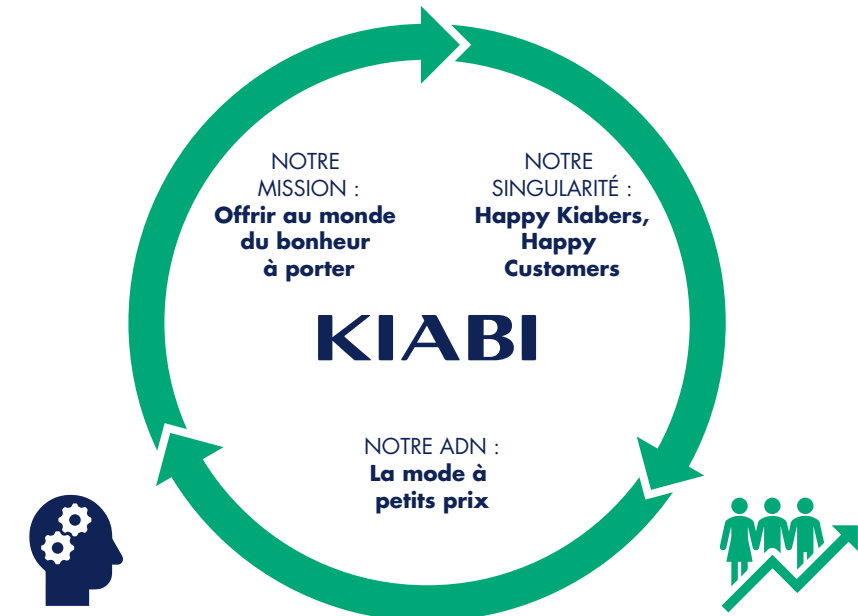 NOTRE
MISSION :
Offrir au monde
du bonheur
à porter
NOTRE
SINGULARITÉ :
Happy Kiabers,
Happy
Customers
KIABI
NOTRE ADN :
La mode à
petits prix